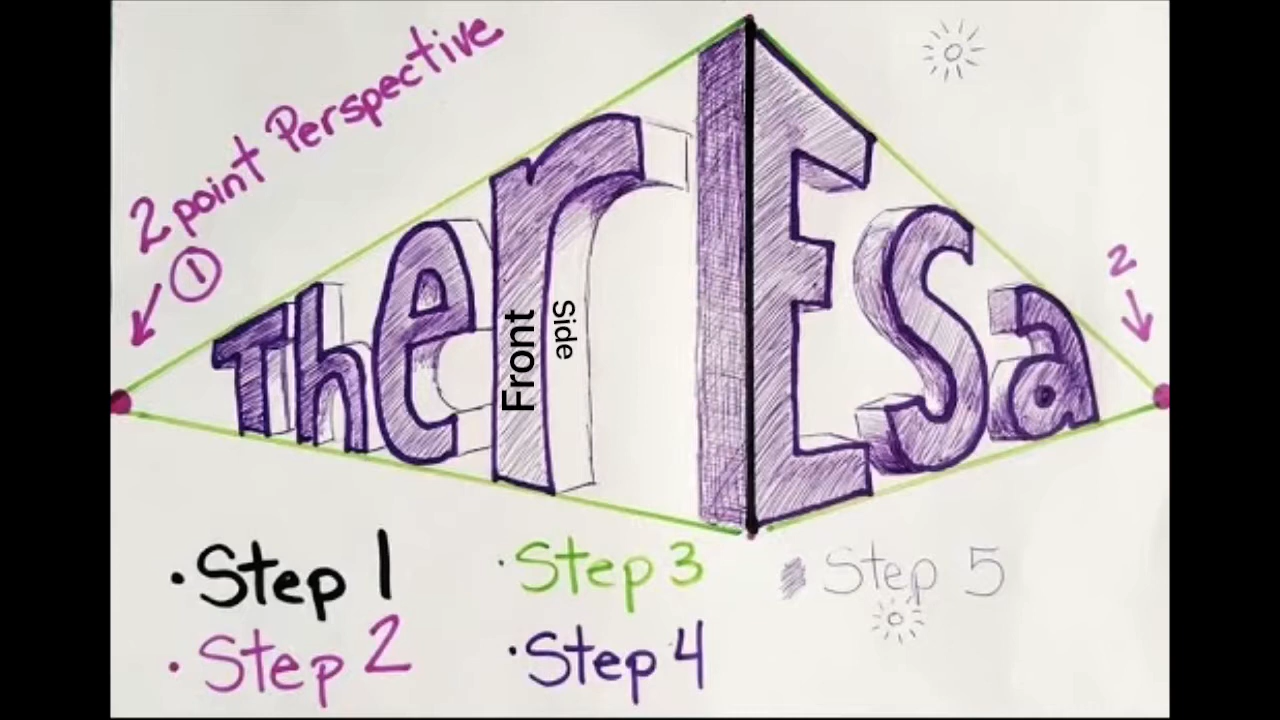 2 point Perspective
1
2
TherEsa
Front
Side
• Step 1
• Step 2
• Step 3
• Step 4
Step 5